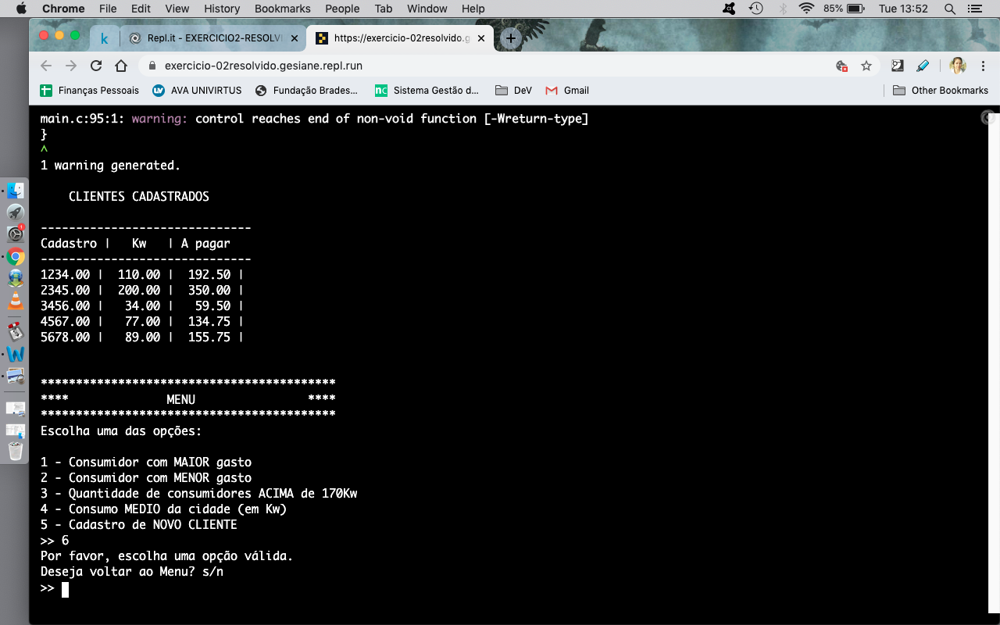 Chrome File Edit View History Bookmarks People Tab Window Help 85% Tue 13:52
k Repl.it - EXERCICIO2-RESOLVI https://exercicio-02resolvido.g
exercicio-02resolvido.gesiane.repl.run
Finanças Pessoais LV AVA UNIVIRTUS Fundação Brades... nc Sistema Gestão d... DeV Gmail Other Bookmarks
main.c:95:1: warning: control reaches end of non-void function [-Wreturn-type]
}
^
1 warning generated.
CLIENTES CADASTRADOS
------------------------------
Cadastro | Kw | A pagar
------------------------------
1234.00 | 110.00 | 192.50 |
2345.00 | 200.00 | 350.00 |
3456.00 | 34.00 | 59.50 |
4567.00 | 77.00 | 134.75 |
5678.00 | 89.00 | 155.75 |
******************************************
**** MENU ****
******************************************
Escolha uma das opções:
1 - Consumidor com MAIOR gasto
2 - Consumidor com MENOR gasto
3 - Quantidade de consumidores ACIMA de 170Kw
4 - Consumo MEDIO da cidade (em Kw)
5 - Cadastro de NOVO CLIENTE
>> 6
Por favor, escolha uma opção válida.
Deseja voltar ao Menu? s/n
>>